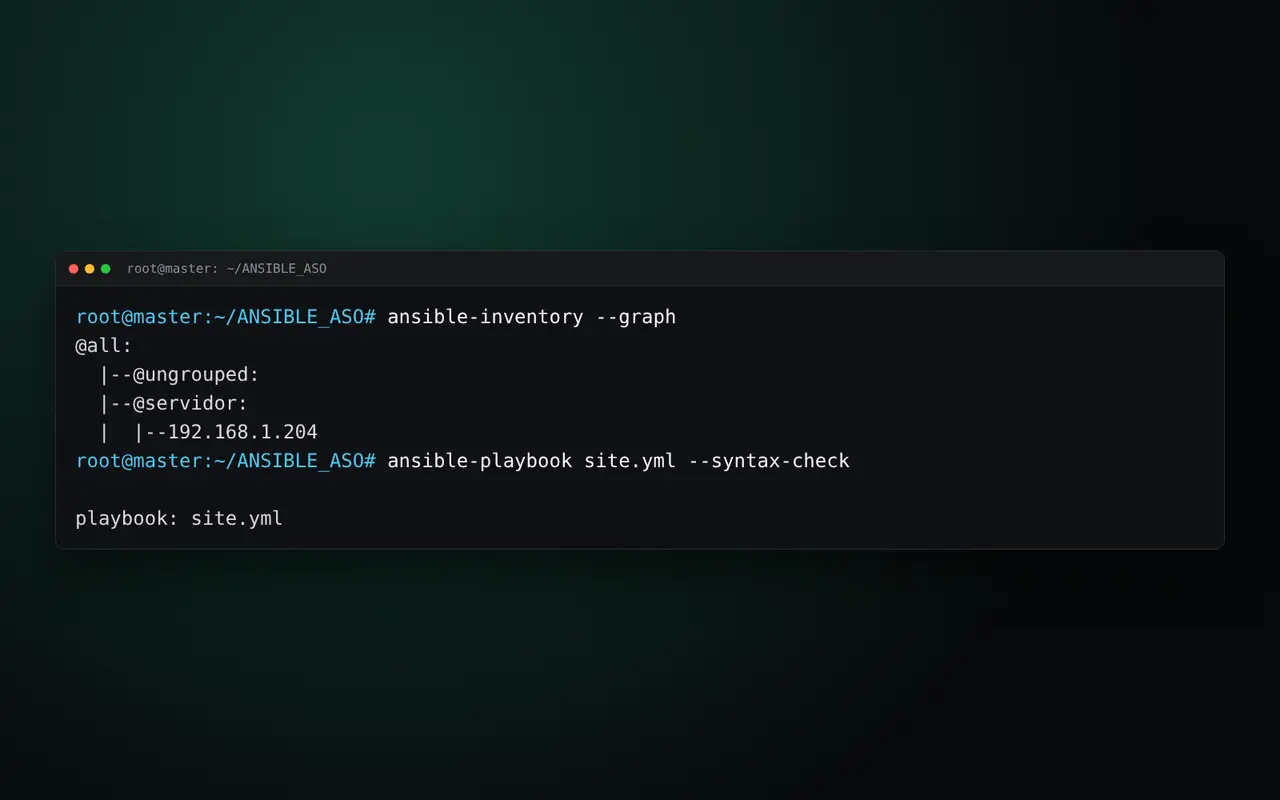 root@master: ~/ANSIBLE_ASO
root@master:~/ANSIBLE_ASO# ansible-inventory --graph
@all:
  |--@ungrouped:
  |--@servidor:
  |  |--192.168.1.204
root@master:~/ANSIBLE_ASO# ansible-playbook site.yml --syntax-check

playbook: site.yml